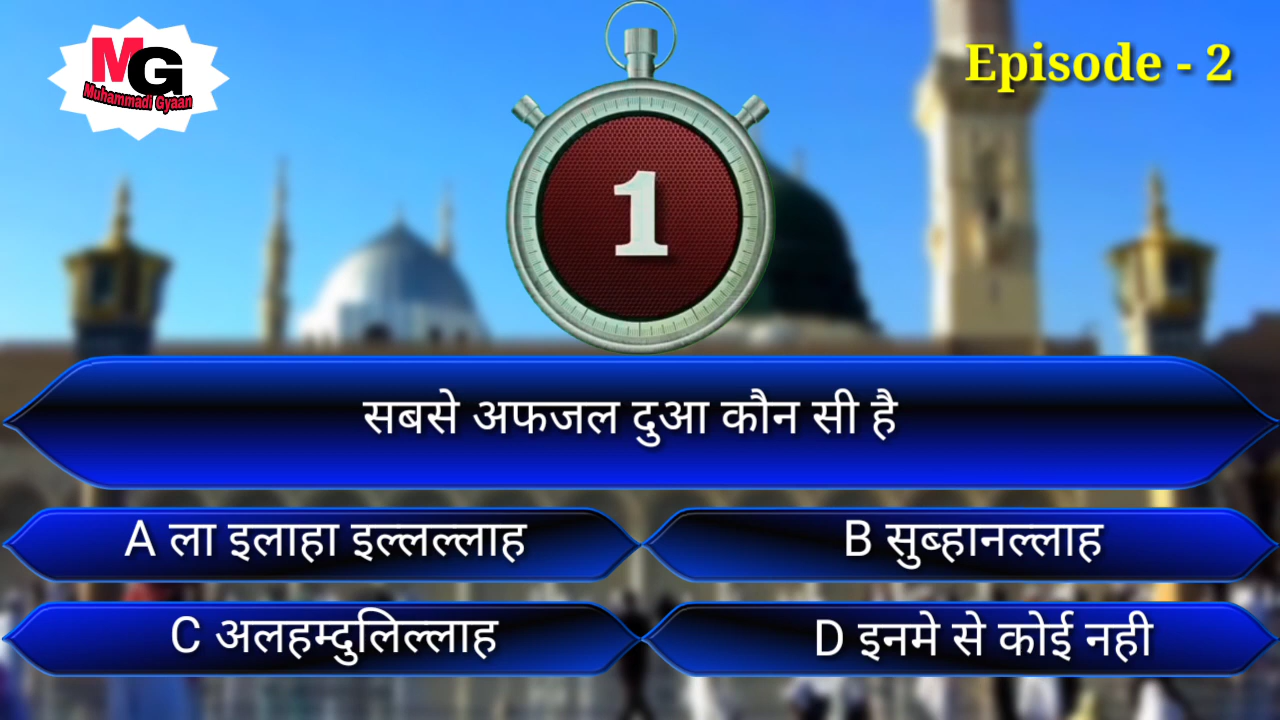 MG
Muhammadi Gyaan
Episode - 2
1
सबसे अफजल दुआ कौन सी है
A ला इलाहा इल्लल्लाह
B सुब्हानल्लाह
C अलहम्दुलिल्लाह
D इनमे से कोई नही